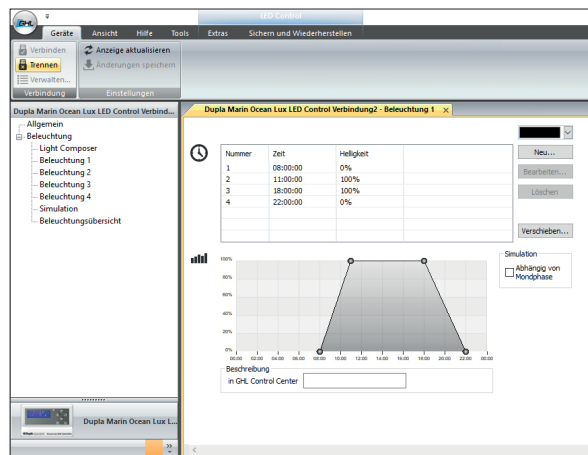 GHL
LED Control
Geräte Ansicht Hilfe Tools Extras Sichern und Wiederherstellen
Verbinden
Trennen
Verwalten...
Verbindung
Anzeige aktualisieren
Änderungen speichern
Einstellungen
Dupla Marin Ocean Lux LED Control Verbind...
Allgemein
Beleuchtung
Light Composer
Beleuchtung 1
Beleuchtung 2
Beleuchtung 3
Beleuchtung 4
Simulation
Beleuchtungsübersicht
Dupla Marin Ocean Lux L...
Dupla Marin Ocean Lux LED Control Verbindung2 - Beleuchtung 1
Nummer Zeit Helligkeit
1 08:00:00 0%
2 11:00:00 100%
3 18:00:00 100%
4 22:00:00 0%
Neu...
Bearbeiten...
Löschen
Verschieben...
100%
80%
60%
40%
20%
0%
00:00 02:00 04:00 06:00 08:00 10:00 12:00 14:00 16:00 18:00 20:00 22:00 00:00
Simulation
Abhängig von
Mondphase
Beschreibung
in GHL Control Center